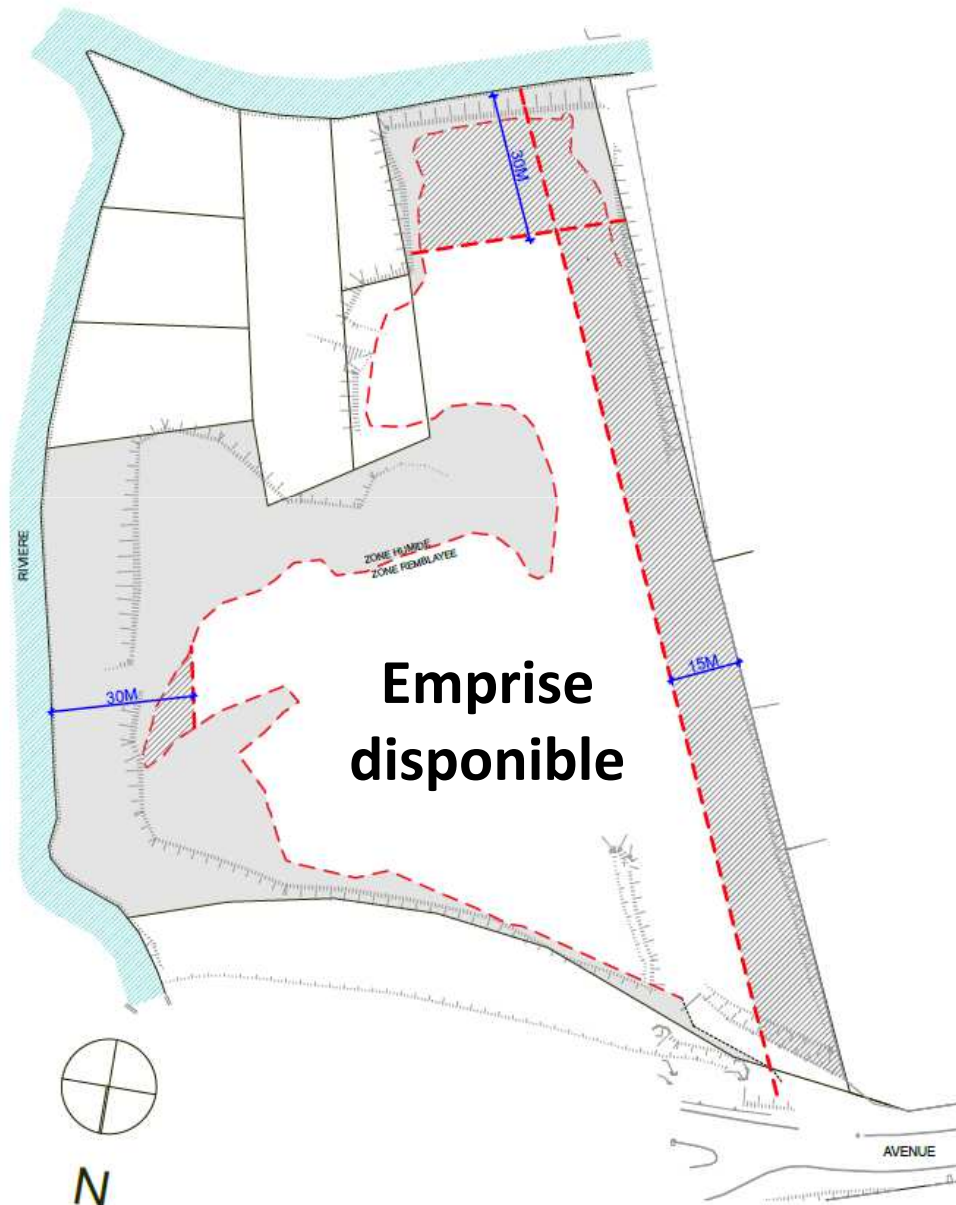 30M
RIVIERE
ZONE HUMIDE
ZONE REMBLAYEE
30M
15M
Emprise
disponible
AVENUE
N